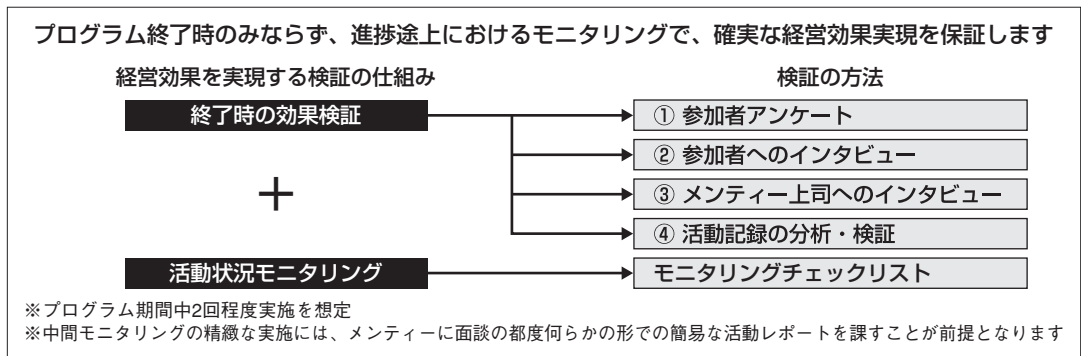 プログラム終了時のみならず、進捗途上におけるモニタリングで、確実な経営効果実現を保証します
経営効果を実現する検証の仕組み
検証の方法
終了時の効果検証
① 参加者アンケート
② 参加者へのインタビュー
＋
③ メンティー上司へのインタビュー
④ 活動記録の分析・検証
活動状況モニタリング
モニタリングチェックリスト
※プログラム期間中2回程度実施を想定
※中間モニタリングの精緻な実施には、メンティーに面談の都度何らかの形での簡易な活動レポートを課すことが前提となります